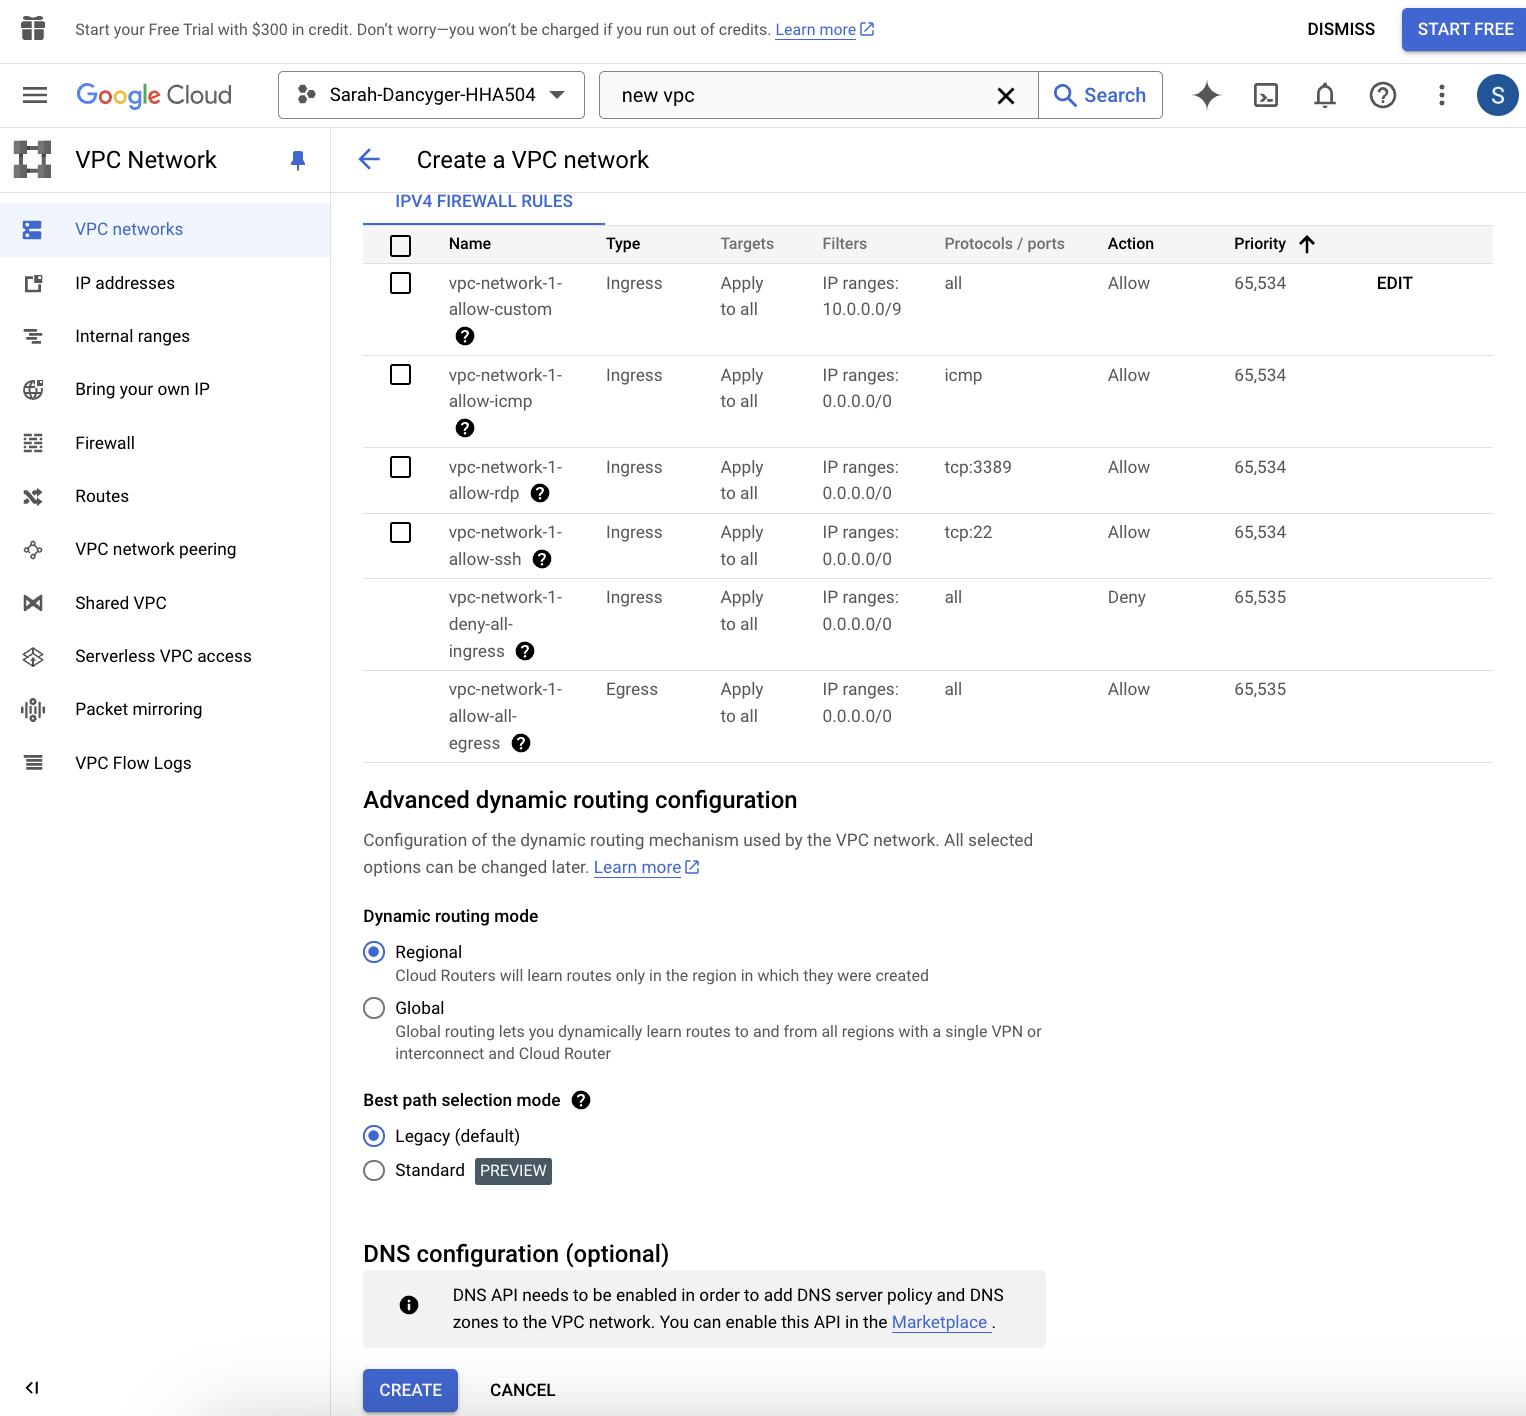 Start your Free Trial with $300 in credit. Don't worry—you won't be charged if you run out of credits. Learn more
DISMISS
START FREE
Google Cloud
Sarah-Dancyger-HHA504
new vpc
Search
S
VPC Network
Create a VPC network
VPC networks
IP addresses
Internal ranges
Bring your own IP
Firewall
Routes
VPC network peering
Shared VPC
Serverless VPC access
Packet mirroring
VPC Flow Logs
IPV4 FIREWALL RULES
Name Type Targets Filters Protocols / ports Action Priority
vpc-network-1- Ingress Apply IP ranges: all Allow 65,534 EDIT
allow-custom to all 10.0.0.0/9
vpc-network-1- Ingress Apply IP ranges: icmp Allow 65,534
allow-icmp to all 0.0.0.0/0
vpc-network-1- Ingress Apply IP ranges: tcp:3389 Allow 65,534
allow-rdp to all 0.0.0.0/0
vpc-network-1- Ingress Apply IP ranges: tcp:22 Allow 65,534
allow-ssh to all 0.0.0.0/0
vpc-network-1- Ingress Apply IP ranges: all Deny 65,535
deny-all- to all 0.0.0.0/0
ingress
vpc-network-1- Egress Apply IP ranges: all Allow 65,535
allow-all- to all 0.0.0.0/0
egress
Advanced dynamic routing configuration
Configuration of the dynamic routing mechanism used by the VPC network. All selected
options can be changed later. Learn more
Dynamic routing mode
Regional
Cloud Routers will learn routes only in the region in which they were created
Global
Global routing lets you dynamically learn routes to and from all regions with a single VPN or
interconnect and Cloud Router
Best path selection mode
Legacy (default)
Standard PREVIEW
DNS configuration (optional)
DNS API needs to be enabled in order to add DNS server policy and DNS
zones to the VPC network. You can enable this API in the Marketplace .
CREATE
CANCEL